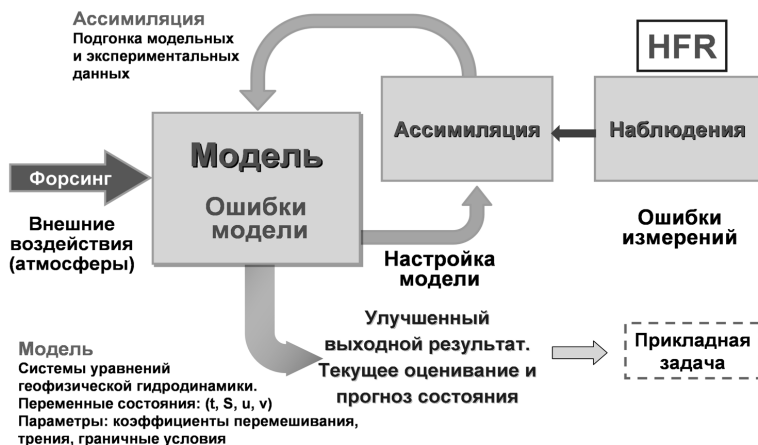 Ассимиляция
Подгонка модельных
и экспериментальных
данных
HFR
Ассимиляция
Наблюдения
Модель
Ошибки
модели
Форсинг
Внешние
воздействия
(атмосферы)
Настройка
модели
Ошибки
измерений
Улучшенный
выходной результат.
Текущее оценивание и
прогноз состояния
Прикладная
задача
Модель
Системы уравнений
геофизической гидродинамики.
Переменные состояния: (t, S, u, v)
Параметры: коэффициенты перемешивания,
трения, граничные условия